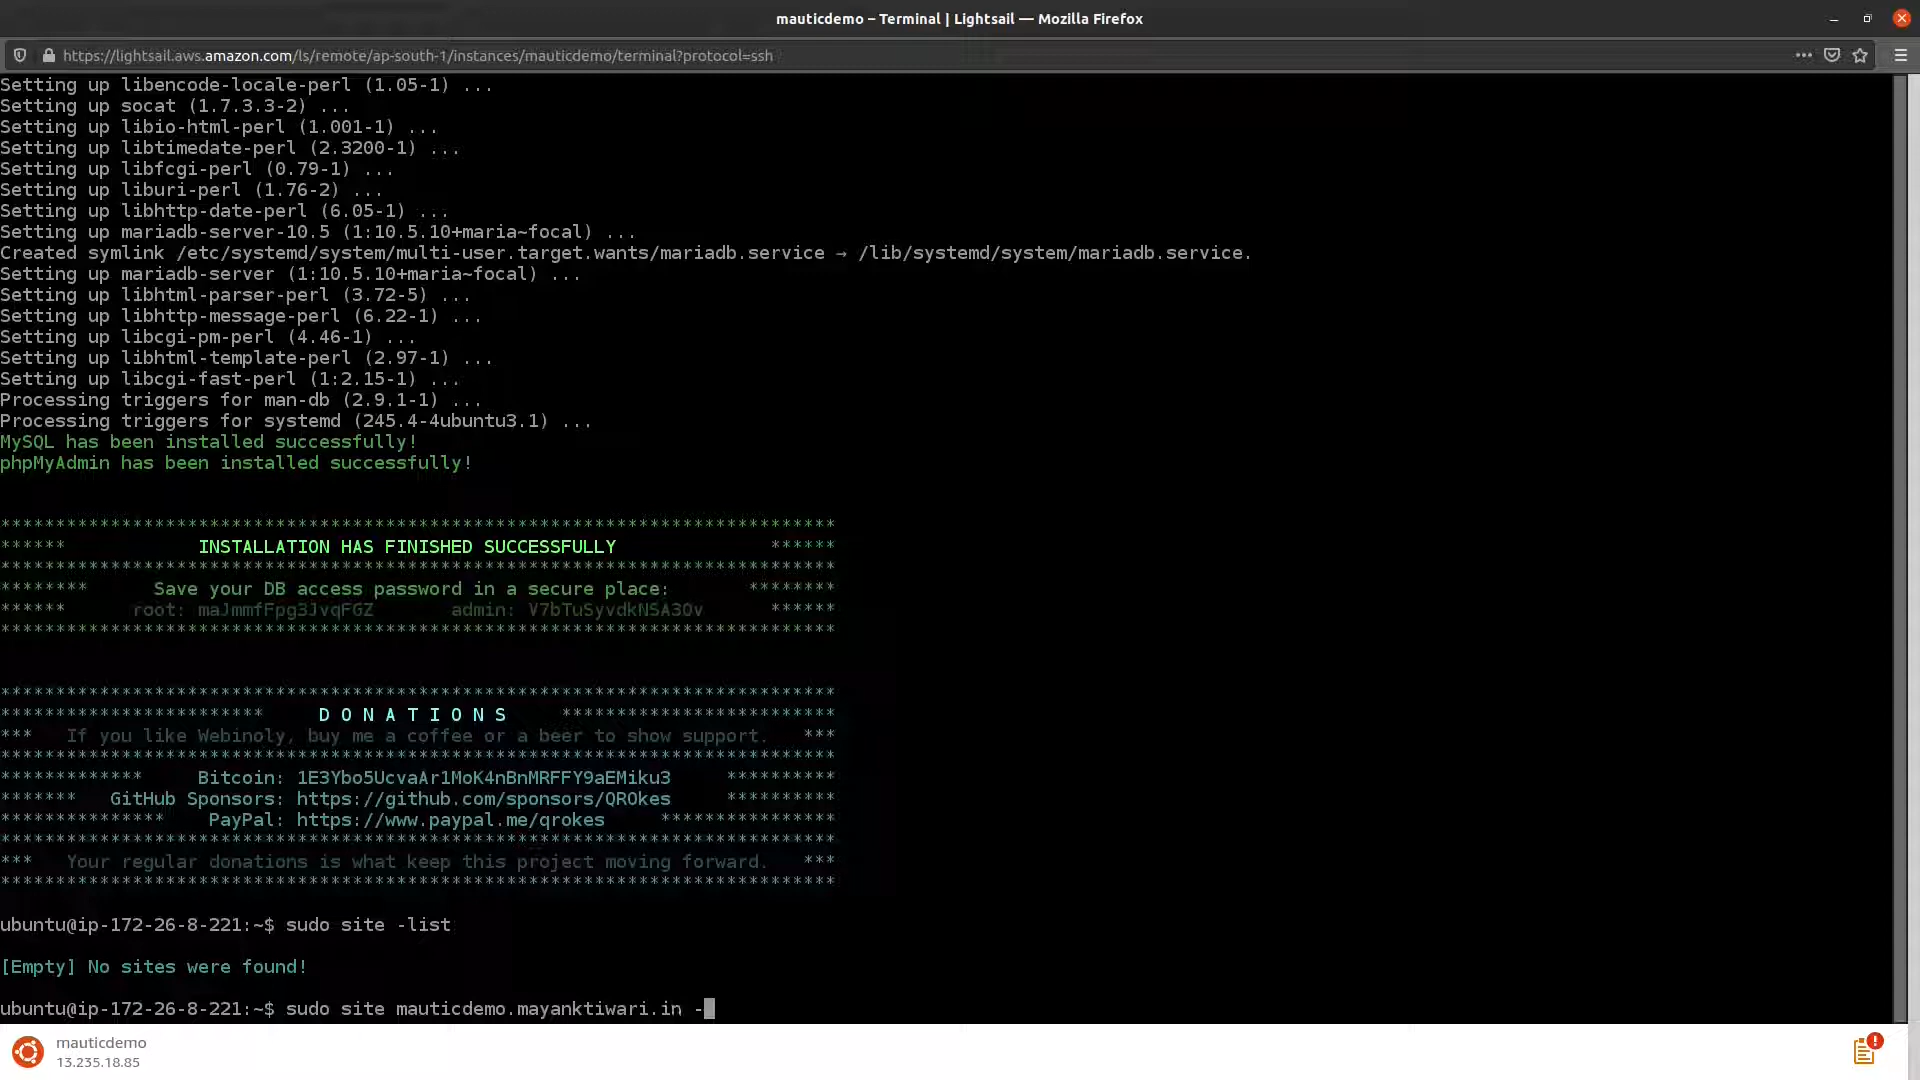 mauticdemo – Terminal | Lightsail — Mozilla Firefox
https://lightsail.aws.amazon.com/ls/remote/ap-south-1/instances/mauticdemo/terminal?protocol=ssh
Setting up libencode-locale-perl (1.05-1) ...
Setting up socat (1.7.3.3-2) ...
Setting up libio-html-perl (1.001-1) ...
Setting up libtimedate-perl (2.3200-1) ...
Setting up libfcgi-perl (0.79-1) ...
Setting up liburi-perl (1.76-2) ...
Setting up libhttp-date-perl (6.05-1) ...
Setting up mariadb-server-10.5 (1:10.5.10+maria~focal) ...
Created symlink /etc/systemd/system/multi-user.target.wants/mariadb.service → /lib/systemd/system/mariadb.service.
Setting up mariadb-server (1:10.5.10+maria~focal) ...
Setting up libhtml-parser-perl (3.72-5) ...
Setting up libhttp-message-perl (6.22-1) ...
Setting up libcgi-pm-perl (4.46-1) ...
Setting up libhtml-template-perl (2.97-1) ...
Setting up libcgi-fast-perl (1:2.15-1) ...
Processing triggers for man-db (2.9.1-1) ...
Processing triggers for systemd (245.4-4ubuntu3.1) ...
MySQL has been installed successfully!
phpMyAdmin has been installed successfully!
****************************************************************************
****** INSTALLATION HAS FINISHED SUCCESSFULLY ******
****************************************************************************
******** Save your DB access password in a secure place: ********
****** root: maJmmfFpg3JvqFGZ admin: V7bTuSyvdkNSA3Ov ******
****************************************************************************
****************************************************************************
************************ D O N A T I O N S *************************
*** If you like Webinoly, buy me a coffee or a beer to show support. ***
****************************************************************************
************* Bitcoin: 1E3Ybo5UcvaAr1MoK4nBnMRFFY9aEMiku3 **********
******* GitHub Sponsors: https://github.com/sponsors/QROkes **********
*************** PayPal: https://www.paypal.me/qrokes ****************
****************************************************************************
*** Your regular donations is what keep this project moving forward. ***
****************************************************************************
ubuntu@ip-172-26-8-221:~$ sudo site -list
[Empty] No sites were found!
ubuntu@ip-172-26-8-221:~$ sudo site mauticdemo.mayanktiwari.in -
mauticdemo
13.235.18.85